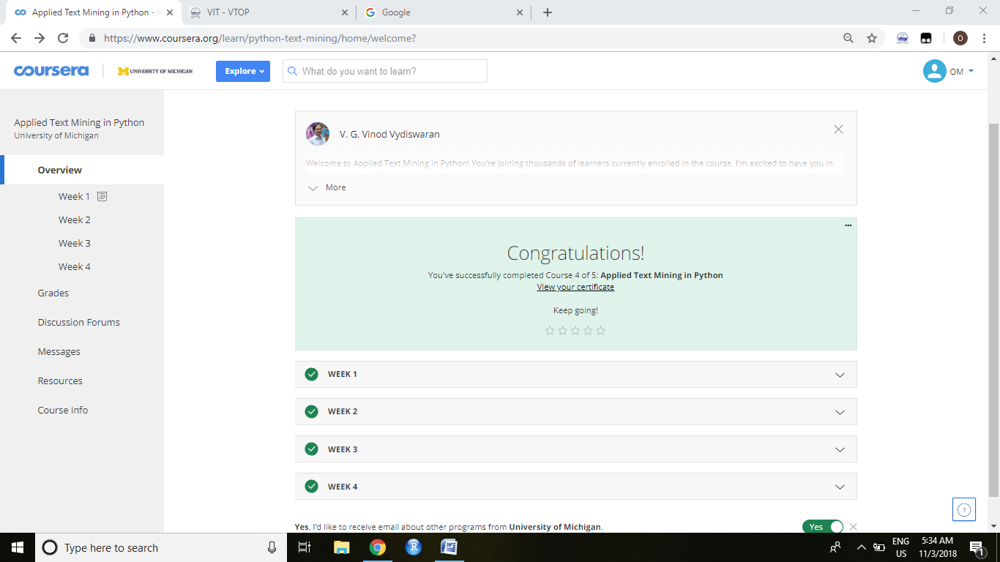 Applied Text Mining in Python -
VIT - VTOP
Google
https://www.coursera.org/learn/python-text-mining/home/welcome?
O
coursera
M UNIVERSITY OF MICHIGAN
Explore
What do you want to learn?
OM
Applied Text Mining in Python
University of Michigan
Overview
Week 1
Week 2
Week 3
Week 4
Grades
Discussion Forums
Messages
Resources
Course Info
V. G. Vinod Vydiswaran
Welcome to Applied Text Mining in Python! You're joining thousands of learners currently enrolled in the course. I'm excited to have you in
More
Congratulations!
You've successfully completed Course 4 of 5: Applied Text Mining in Python
View your certificate
Keep going!
WEEK 1
WEEK 2
WEEK 3
WEEK 4
Yes, I'd like to receive email about other programs from University of Michigan.
Yes
?
Type here to search
R
W
ENG
US
5:34 AM
11/3/2018
1